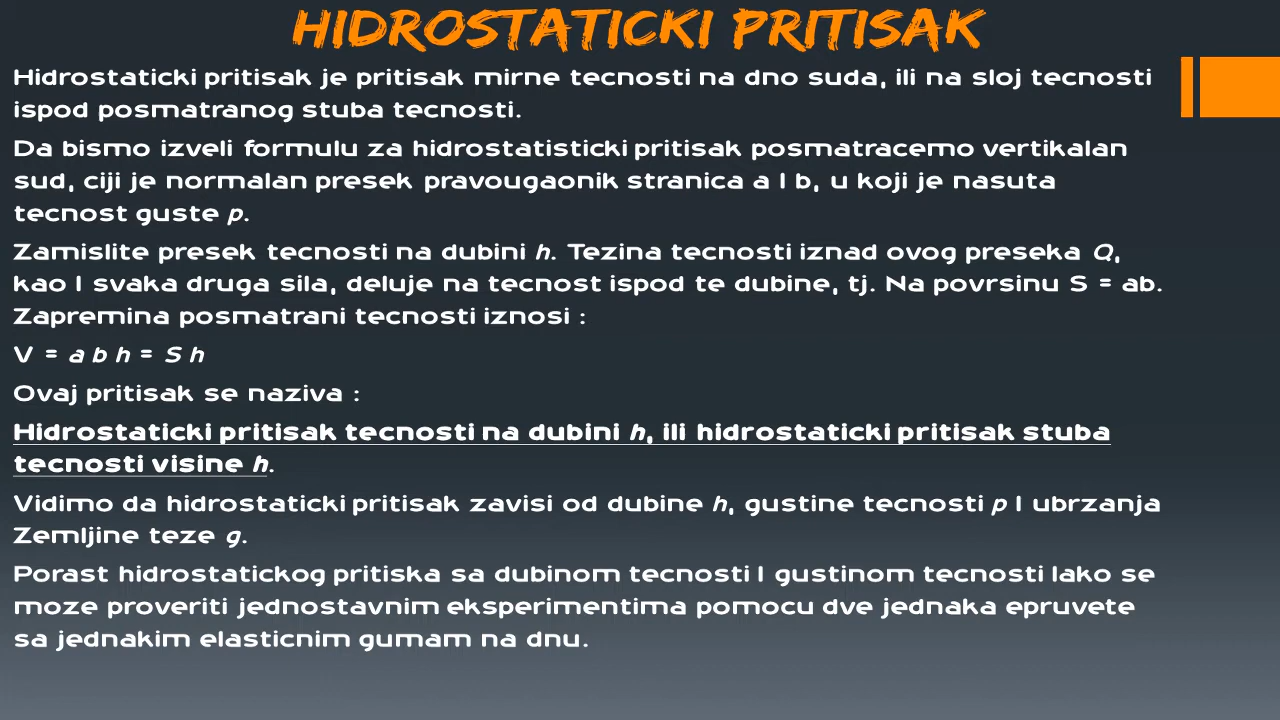 HIDROSTATICKI PRITISAK
Hidrostaticki pritisak je pritisak mirne tecnosti na dno suda, ili na sloj tecnosti
ispod posmatranog stuba tecnosti.
Da bismo izveli formulu za hidrostatisticki pritisak posmatracemo vertikalan
sud, ciji je normalan presek pravougaonik stranica a I b, u koji je nasuta
tecnost guste p.
Zamislite presek tecnosti na dubini h. Tezina tecnosti iznad ovog preseka Q,
kao I svaka druga sila, deluje na tecnost ispod te dubine, tj. Na povrsinu S = ab.
Zapremina posmatrani tecnosti iznosi :
V = a b h = S h
Ovaj pritisak se naziva :
Hidrostaticki pritisak tecnosti na dubini h, ili hidrostaticki pritisak stuba
tecnosti visine h.
Vidimo da hidrostaticki pritisak zavisi od dubine h, gustine tecnosti p I ubrzanja
Zemljine teze g.
Porast hidrostatickog pritiska sa dubinom tecnosti I gustinom tecnosti lako se
moze proveriti jednostavnim eksperimentima pomocu dve jednaka epruvete
sa jednakim elasticnim gumam na dnu.